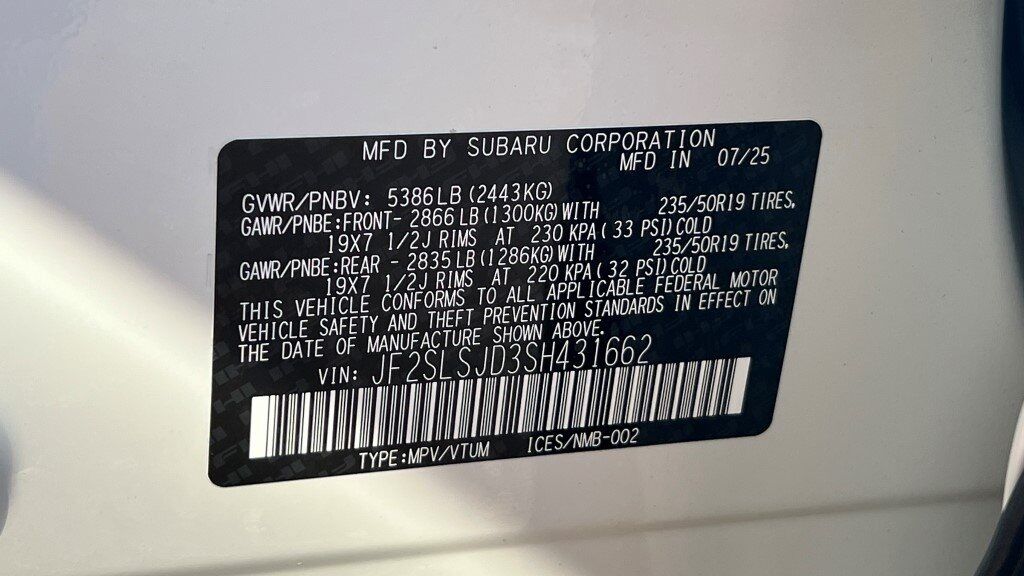 MFD BY SUBARU CORPORATION
MFD IN 07/25
GVWR/PNBV: 5386LB (2443KG)
GAWR/PNBE:FRONT- 2866 LB (1300KG) WITH 235/50R19 TIRES,
19X7 1/2J RIMS AT 230 KPA ( 33 PSI) COLD
GAWR/PNBE:REAR - 2835 LB (1286KG) WITH 235/50R19 TIRES,
19X7 1/2J RIMS AT 220 KPA ( 32 PSI) COLD
THIS VEHICLE CONFORMS TO ALL APPLICABLE FEDERAL MOTOR
VEHICLE SAFETY AND THEFT PREVENTION STANDARDS IN EFFECT ON
THE DATE OF MANUFACTURE SHOWN ABOVE.
VIN: JF2SLSJD3SH431662
TYPE:MPV/VTUM ICES/NMB-002